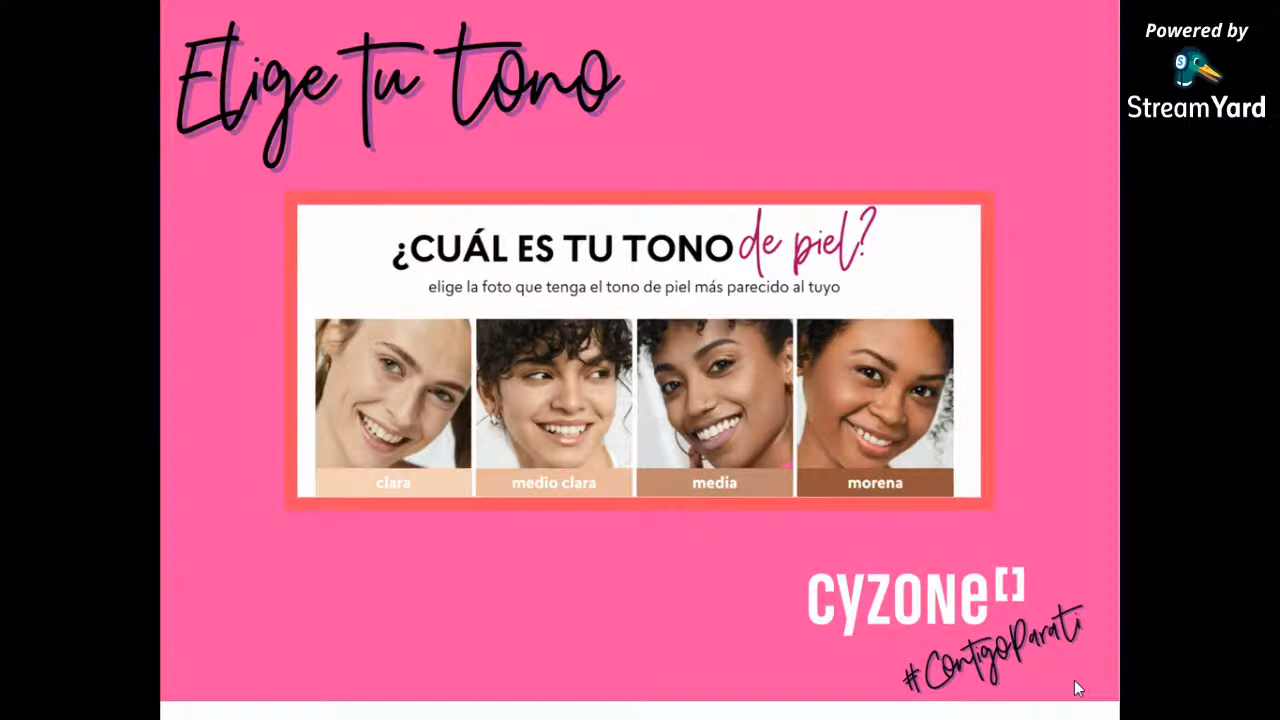 Elige tu tono
Powered by
StreamYard
¿CUÁL ES TU TONO de piel?
elige la foto que tenga el tono de piel más parecido al tuyo
clara
medio clara
media
morena
cyzone[]
#ContigoParati